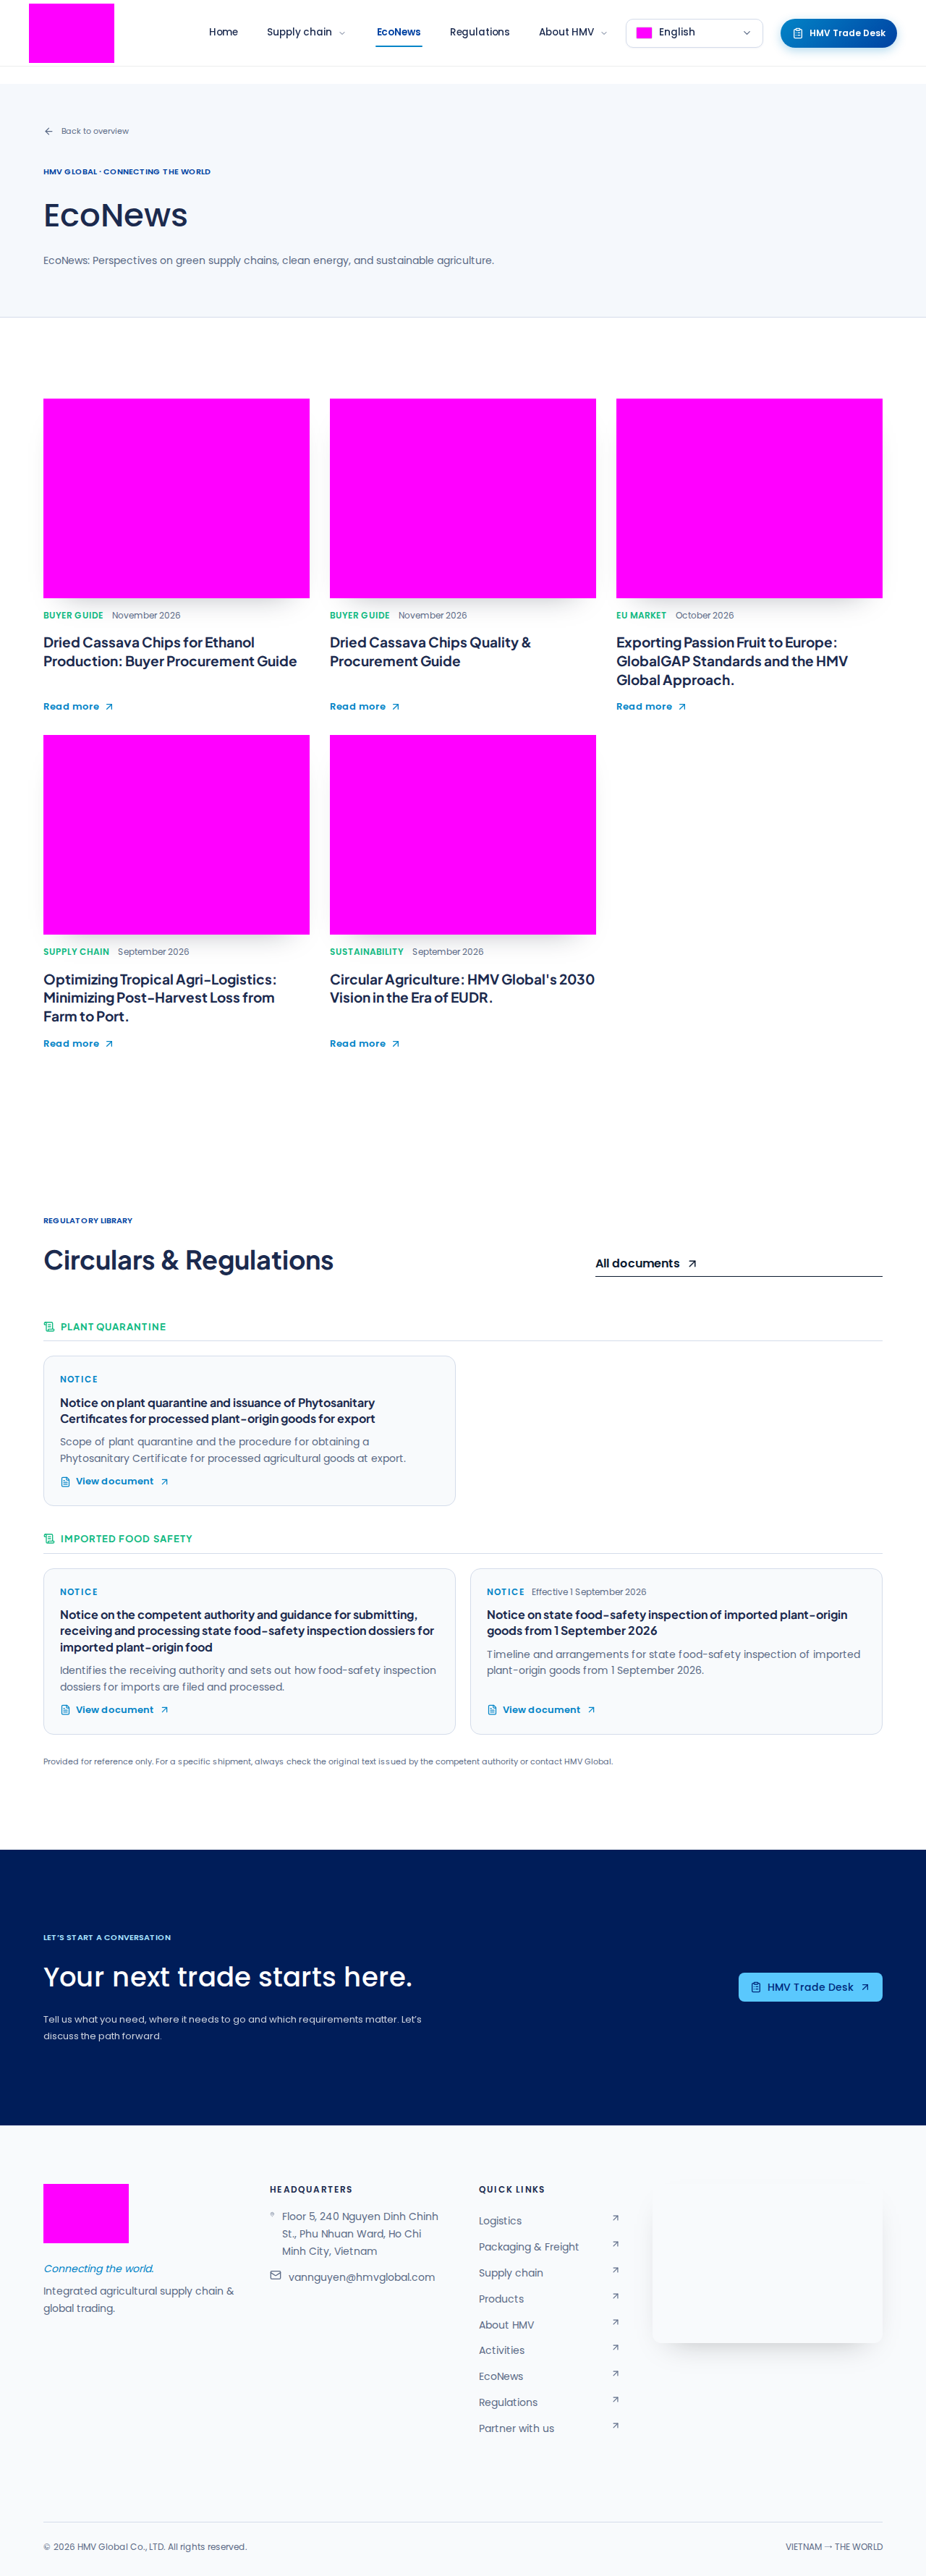 Home
Supply chain
EcoNews
Regulations
About HMV
English
HMV Trade Desk
Back to overview
HMV GLOBAL · CONNECTING THE WORLD
EcoNews
EcoNews: Perspectives on green supply chains, clean energy, and sustainable agriculture.
BUYER GUIDE November 2026
Dried Cassava Chips for Ethanol
Production: Buyer Procurement Guide
Read more
BUYER GUIDE November 2026
Dried Cassava Chips Quality &
Procurement Guide
Read more
EU MARKET October 2026
Exporting Passion Fruit to Europe:
GlobalGAP Standards and the HMV
Global Approach.
Read more
SUPPLY CHAIN September 2026
Optimizing Tropical Agri-Logistics:
Minimizing Post-Harvest Loss from
Farm to Port.
Read more
SUSTAINABILITY September 2026
Circular Agriculture: HMV Global's 2030
Vision in the Era of EUDR.
Read more
REGULATORY LIBRARY
Circulars & Regulations
All documents
PLANT QUARANTINE
NOTICE
Notice on plant quarantine and issuance of Phytosanitary
Certificates for processed plant-origin goods for export
Scope of plant quarantine and the procedure for obtaining a
Phytosanitary Certificate for processed agricultural goods at export.
View document
IMPORTED FOOD SAFETY
NOTICE
Notice on the competent authority and guidance for submitting,
receiving and processing state food-safety inspection dossiers for
imported plant-origin food
Identifies the receiving authority and sets out how food-safety inspection
dossiers for imports are filed and processed.
View document
NOTICE Effective 1 September 2026
Notice on state food-safety inspection of imported plant-origin
goods from 1 September 2026
Timeline and arrangements for state food-safety inspection of imported
plant-origin goods from 1 September 2026.
View document
Provided for reference only. For a specific shipment, always check the original text issued by the competent authority or contact HMV Global.
LET'S START A CONVERSATION
Your next trade starts here.
Tell us what you need, where it needs to go and which requirements matter. Let's
discuss the path forward.
HMV Trade Desk
Connecting the world.
Integrated agricultural supply chain &
global trading.
HEADQUARTERS
Floor 5, 240 Nguyen Dinh Chinh
St., Phu Nhuan Ward, Ho Chi
Minh City, Vietnam
vannguyen@hmvglobal.com
QUICK LINKS
Logistics
Packaging & Freight
Supply chain
Products
About HMV
Activities
EcoNews
Regulations
Partner with us
© 2026 HMV Global Co., LTD. All rights reserved.
VIETNAM → THE WORLD